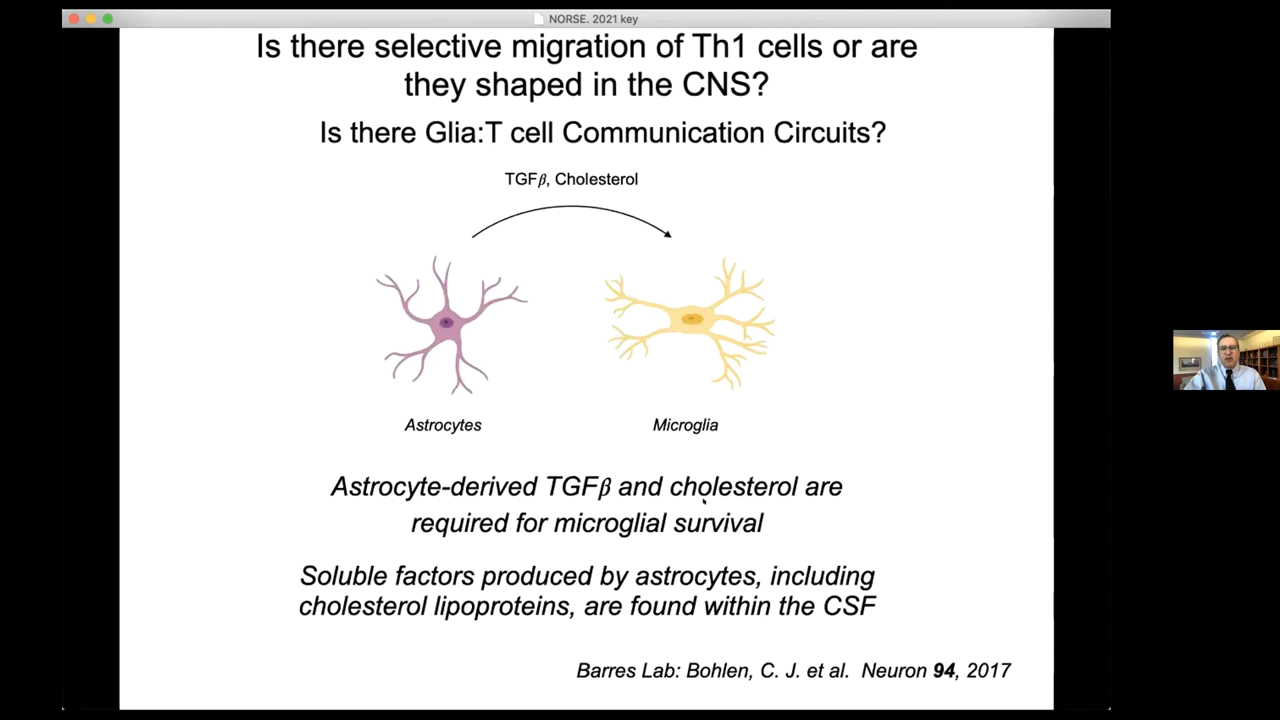 NORSE. 2021 key
Is there selective migration of Th1 cells or are
they shaped in the CNS?
Is there Glia:T cell Communication Circuits?
TGFβ, Cholesterol
Astrocytes
Microglia
Astrocyte-derived TGFβ and cholesterol are
required for microglial survival
Soluble factors produced by astrocytes, including
cholesterol lipoproteins, are found within the CSF
Barres Lab: Bohlen, C. J. et al. Neuron 94, 2017